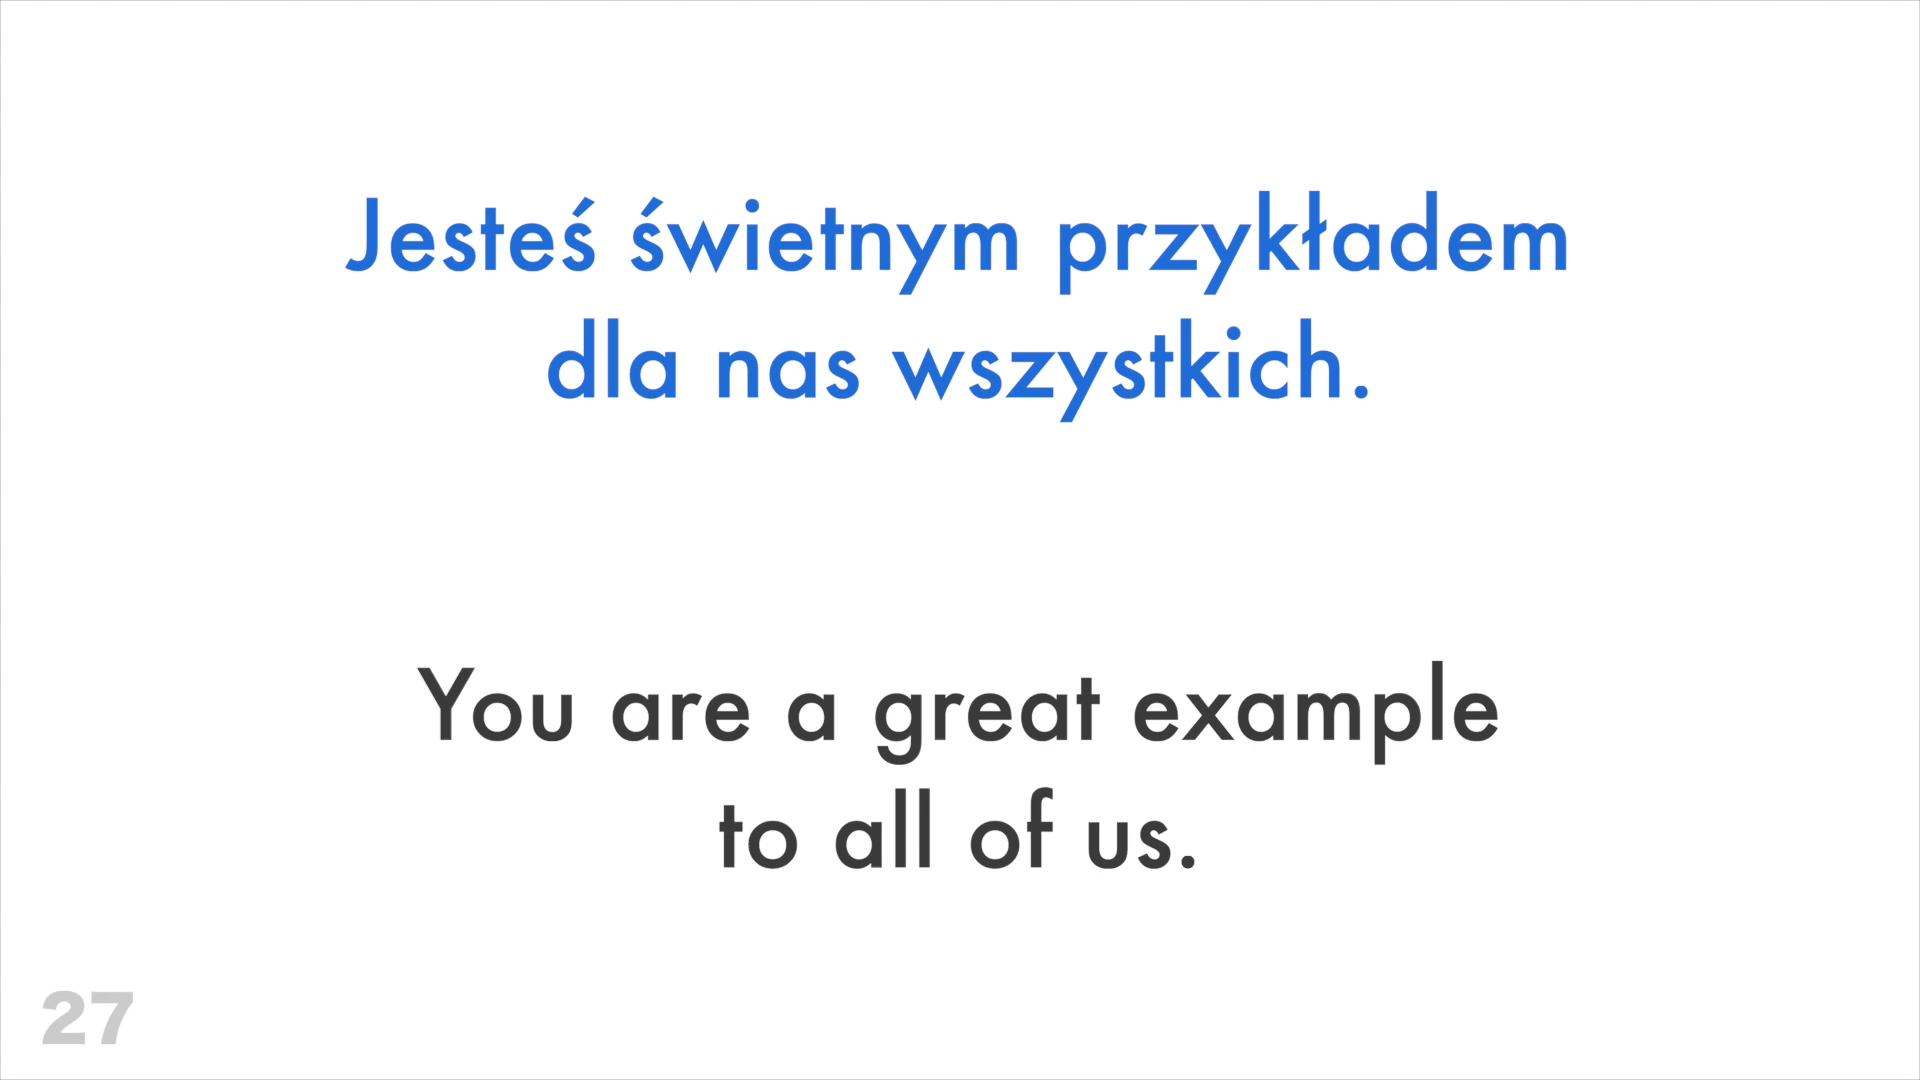 Jesteś świetnym przykładem
dla nas wszystkich.
You are a great example
to all of us.
27